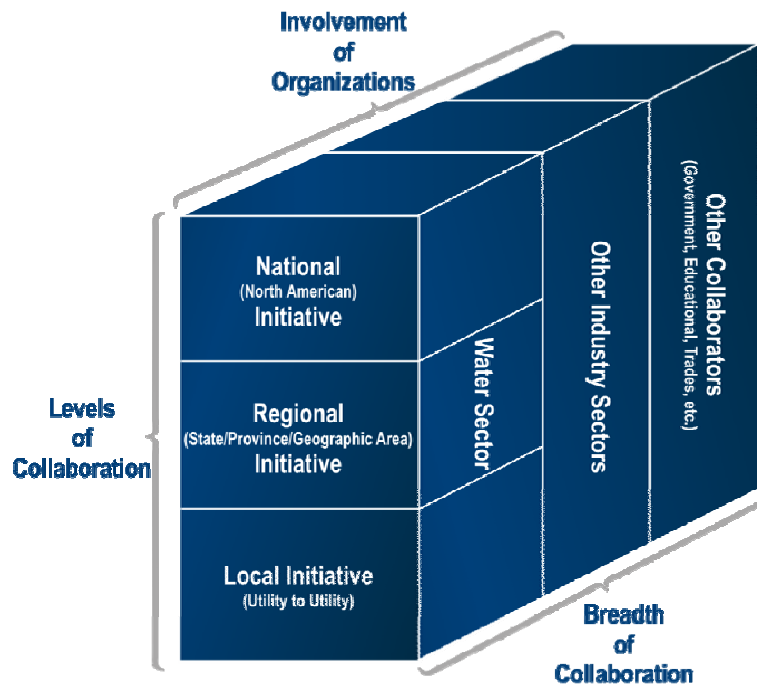 Involvement
of
Organizations
National
(North American)
Initiative
Regional
(State/Province/Geographic Area)
Initiative
Local Initiative
(Utility to Utility)
Levels
of
Collaboration
Water Sector
Other Industry Sectors
Other Collaborators
(Government, Educational, Trades, etc.)
Breadth
of
Collaboration